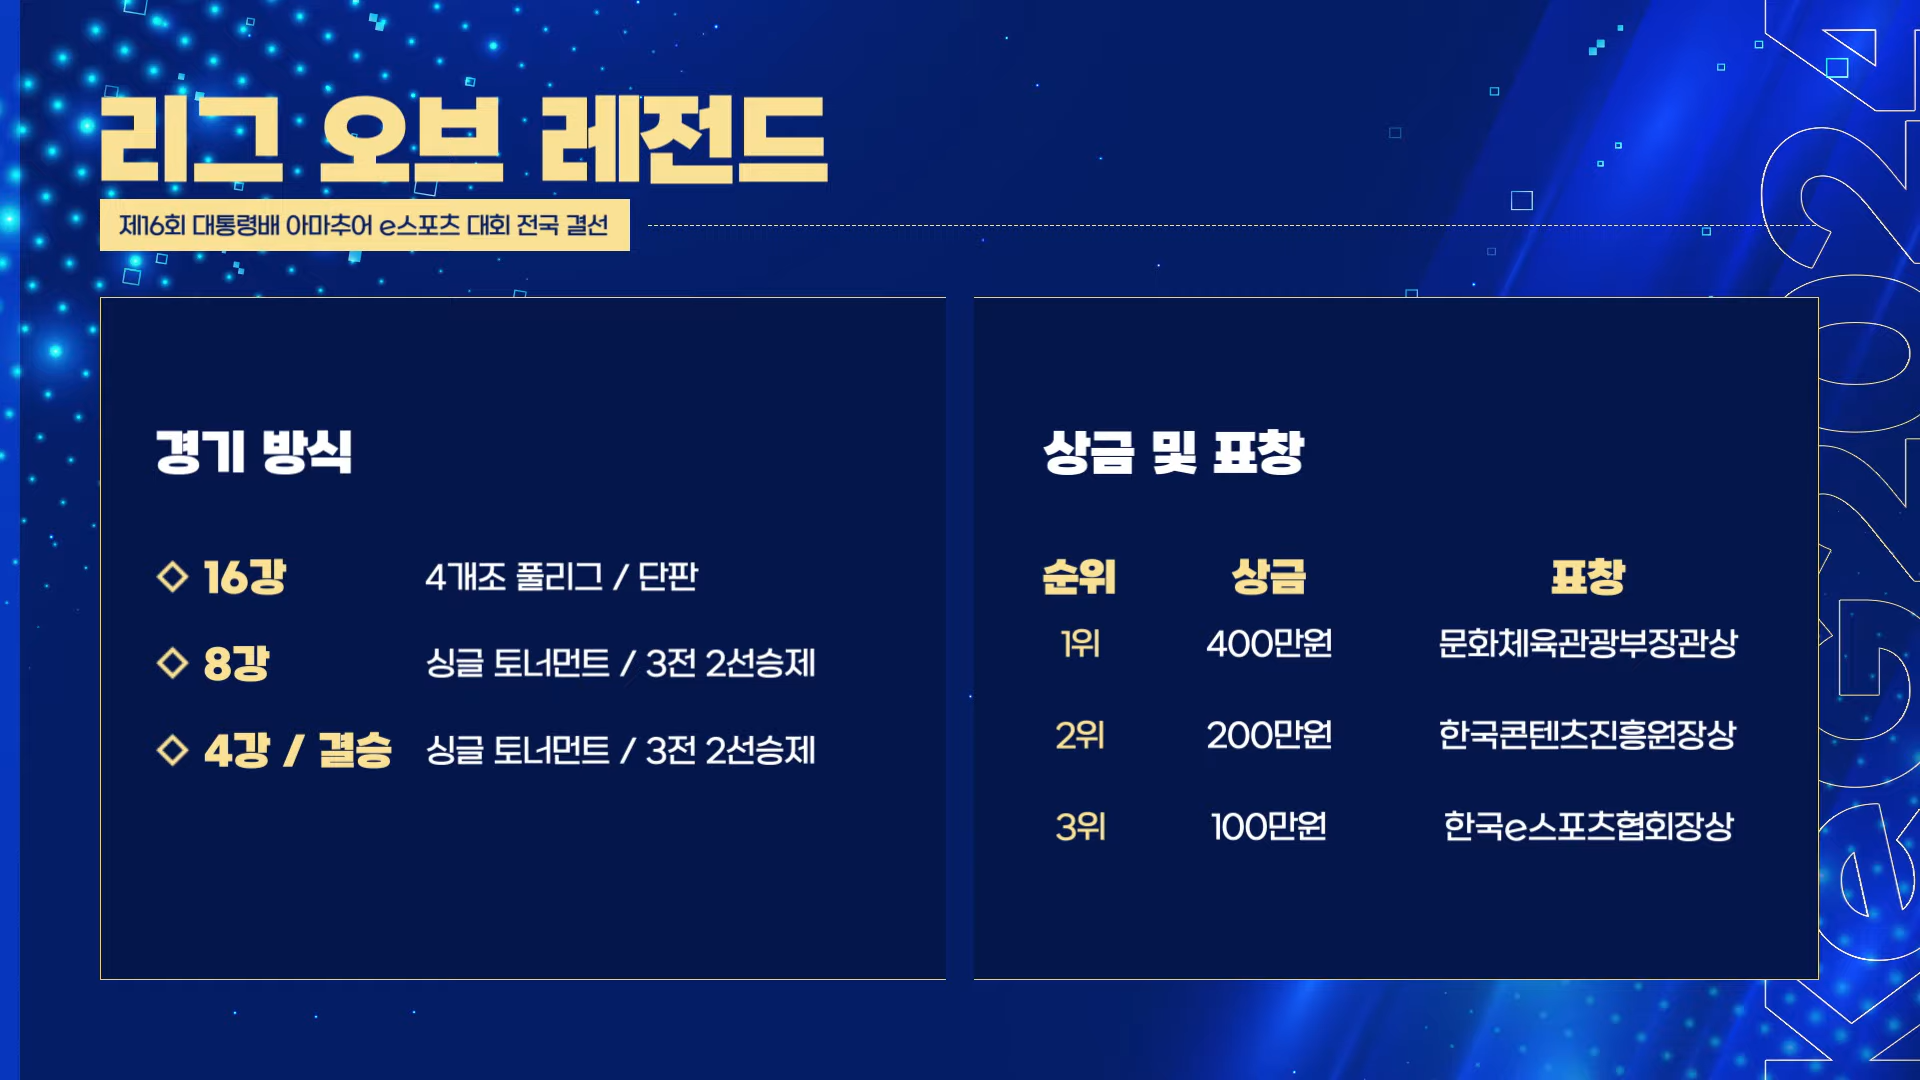 리그 오브 레전드
제16회 대통령배 아마추어 e스포츠 대회 전국 결선
경기 방식
16강 4개조 풀리그 / 단판
8강 싱글 토너먼트 / 3전 2선승제
4강 / 결승 싱글 토너먼트 / 3전 2선승제
상금 및 표창
순위 상금 표창
1위 400만원 문화체육관광부장관상
2위 200만원 한국콘텐츠진흥원장상
3위 100만원 한국e스포츠협회장상
KeG 2024